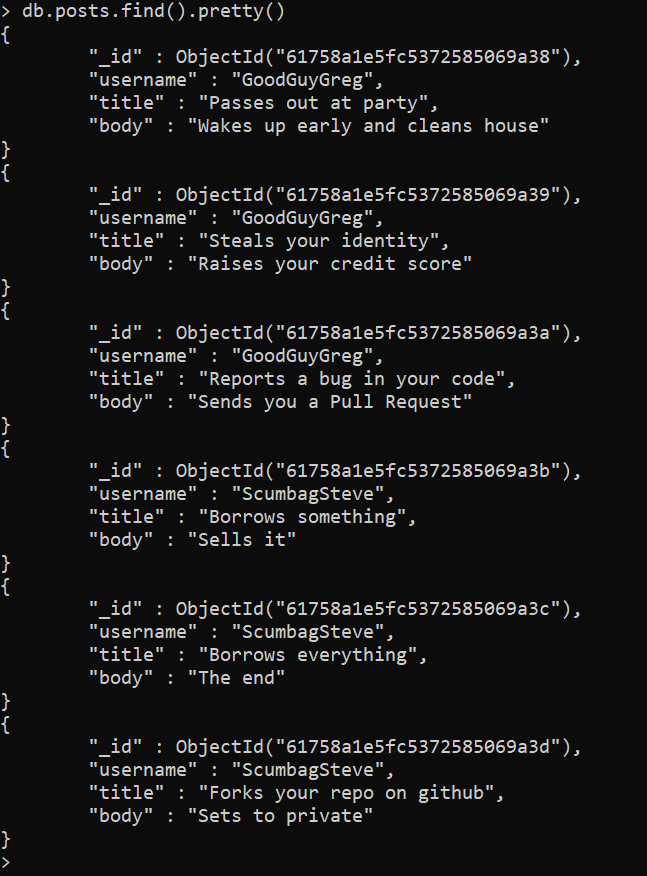 > db.posts.find().pretty()
{
"_id" : ObjectId("61758a1e5fc5372585069a38"),
"username" : "GoodGuyGreg",
"title" : "Passes out at party",
"body" : "Wakes up early and cleans house"
}
{
"_id" : ObjectId("61758a1e5fc5372585069a39"),
"username" : "GoodGuyGreg",
"title" : "Steals your identity",
"body" : "Raises your credit score"
}
{
"_id" : ObjectId("61758a1e5fc5372585069a3a"),
"username" : "GoodGuyGreg",
"title" : "Reports a bug in your code",
"body" : "Sends you a Pull Request"
}
{
"_id" : ObjectId("61758a1e5fc5372585069a3b"),
"username" : "ScumbagSteve",
"title" : "Borrows something",
"body" : "Sells it"
}
{
"_id" : ObjectId("61758a1e5fc5372585069a3c"),
"username" : "ScumbagSteve",
"title" : "Borrows everything",
"body" : "The end"
}
{
"_id" : ObjectId("61758a1e5fc5372585069a3d"),
"username" : "ScumbagSteve",
"title" : "Forks your repo on github",
"body" : "Sets to private"
}
>